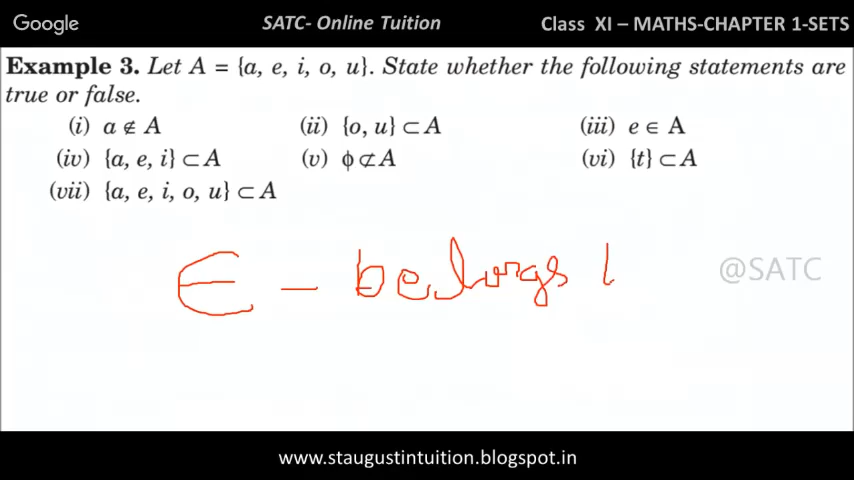 Google SATC- Online Tuition Class XI – MATHS-CHAPTER 1-SETS
Example 3. Let A = {a, e, i, o, u}. State whether the following statements are
true or false.
(i) a ∉ A (ii) {o, u} ⊂ A (iii) e ∈ A
(iv) {a, e, i} ⊂ A (v) ϕ ⊄ A (vi) {t} ⊂ A
(vii) {a, e, i, o, u} ⊂ A
∈ – belongs
@SATC
www.staugustintuition.blogspot.in